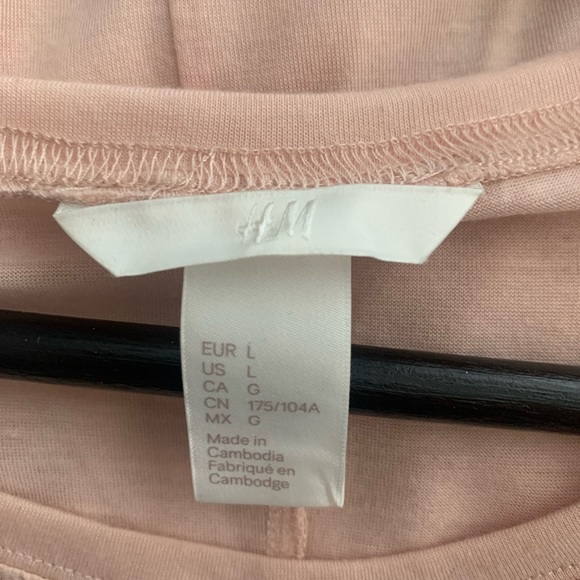 H&M
EUR L
US L
CA G
CN 175/104A
MX G
Made in
Cambodia
Fabriqué en
Cambodge